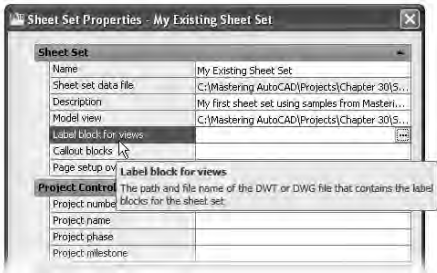 Sheet Set Properties - My Existing Sheet Set
Sheet Set
Name My Existing Sheet Set
Sheet set data file C:\Mastering AutoCAD\Projects\Chapter 30\S...
Description My first sheet set using samples from Masteri...
Model view C:\Mastering AutoCAD\Projects\Chapter 30\S...
Label block for views ...
Callout blocks
Page setup ov
Label block for views
The path and file name of the DWT or DWG file that contains the label
blocks for the sheet set
Project Control
Project numbe
Project name
Project phase
Project milestone